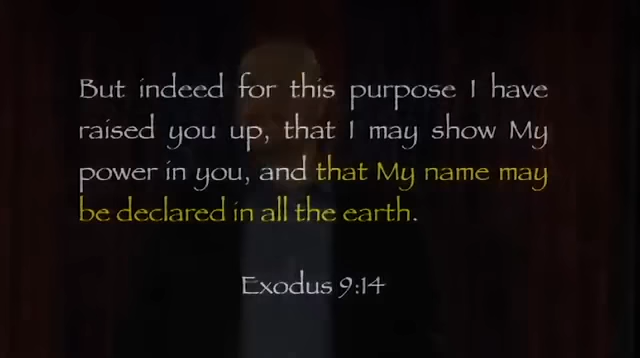 But indeed for this purpose I have
raised you up, that I may show My
power in you, and that My name may
be declared in all the earth.
Exodus 9:14